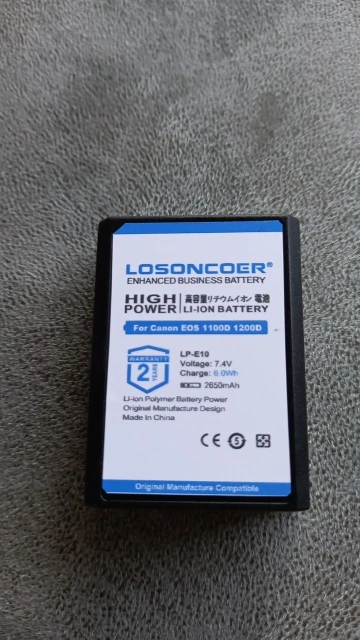 LOSONCOER®
ENHANCED BUSINESS BATTERY
HIGH POWER
高容量リチウムイオン電池
LI-ION BATTERY
For Canon EOS 1100D 1200D
WARRANTY
2 YEARS
LP-E10
Voltage: 7.4V
Charge: 6.0Wh
2650mAh
Li-ion Polymer Battery Power
Original Manufacture Design
Made In China
CE
Original Manufacture Compatible